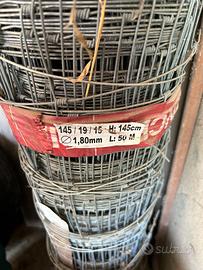 145 / 19 / 15 H: 145cm
⌀ 1,80mm L: 50 M
subito